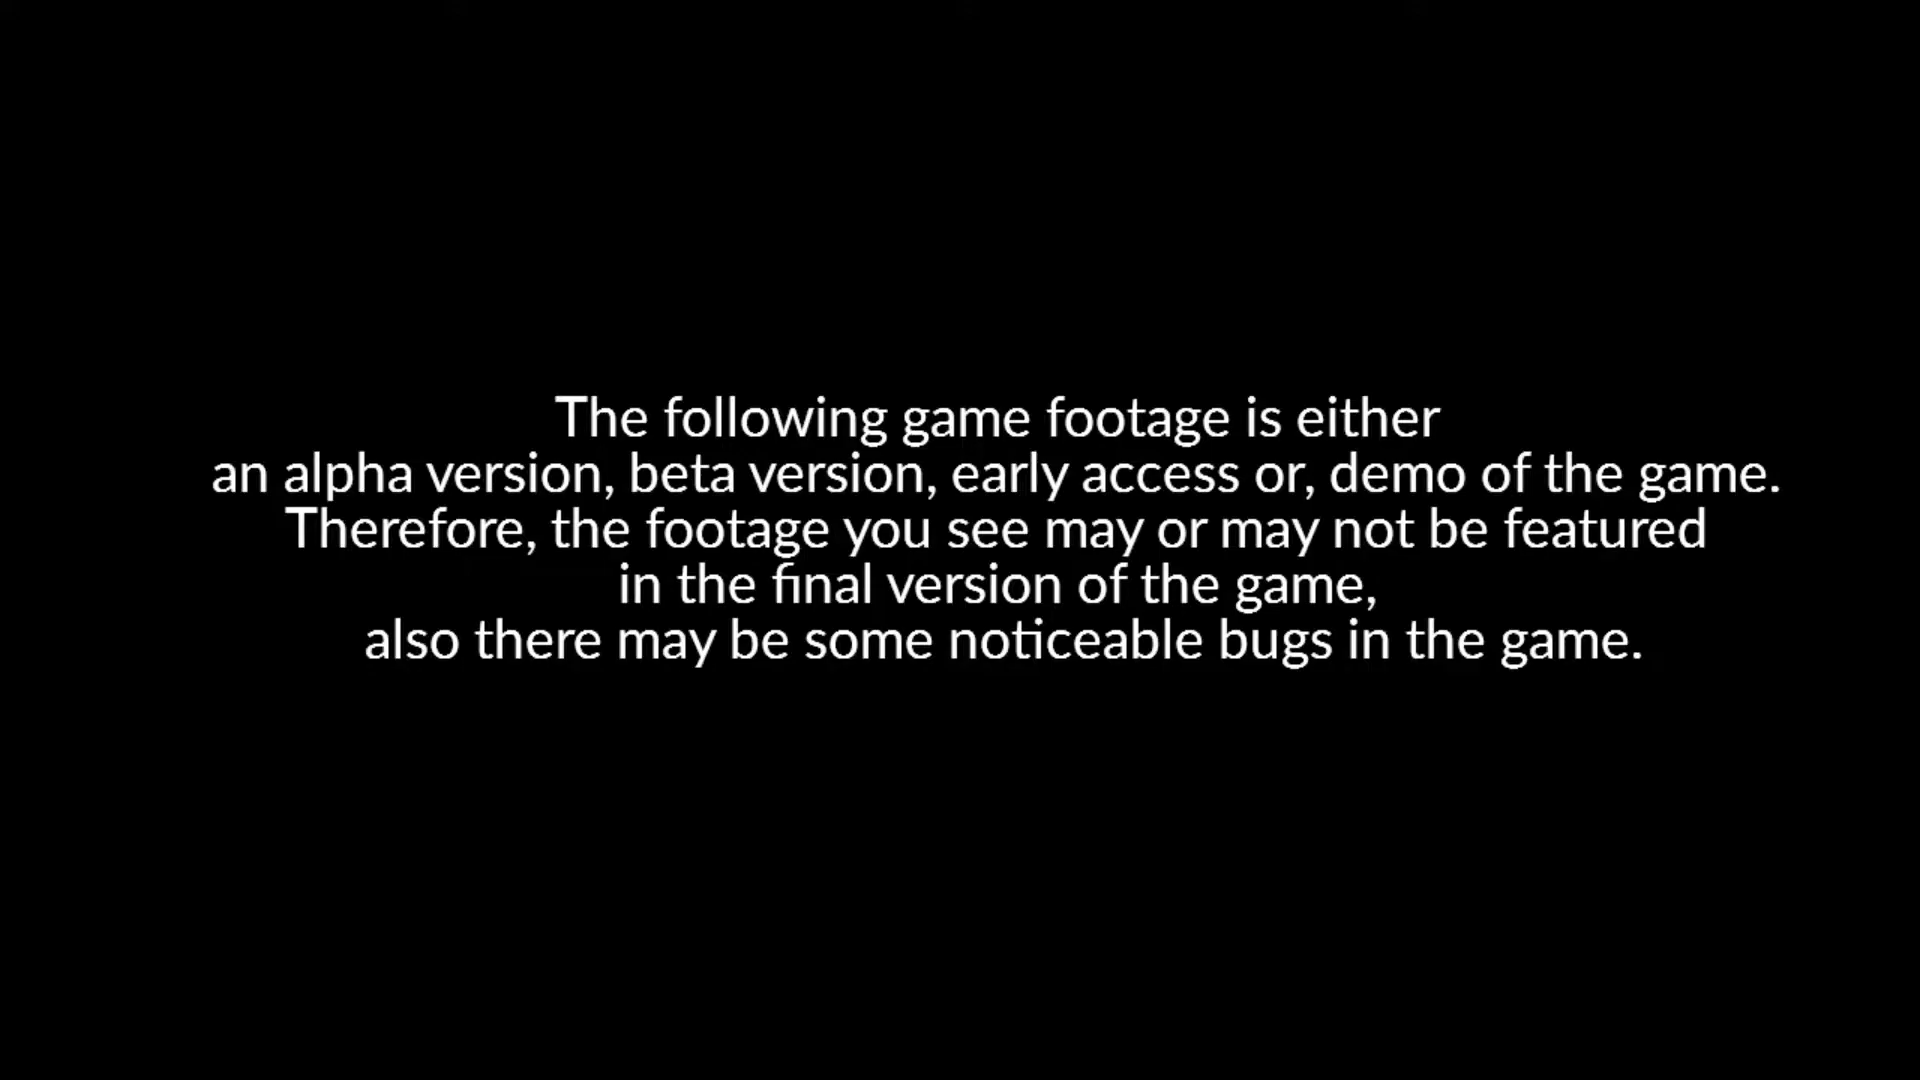 The following game footage is either
an alpha version, beta version, early access or, demo of the game.
Therefore, the footage you see may or may not be featured
in the final version of the game,
also there may be some noticeable bugs in the game.